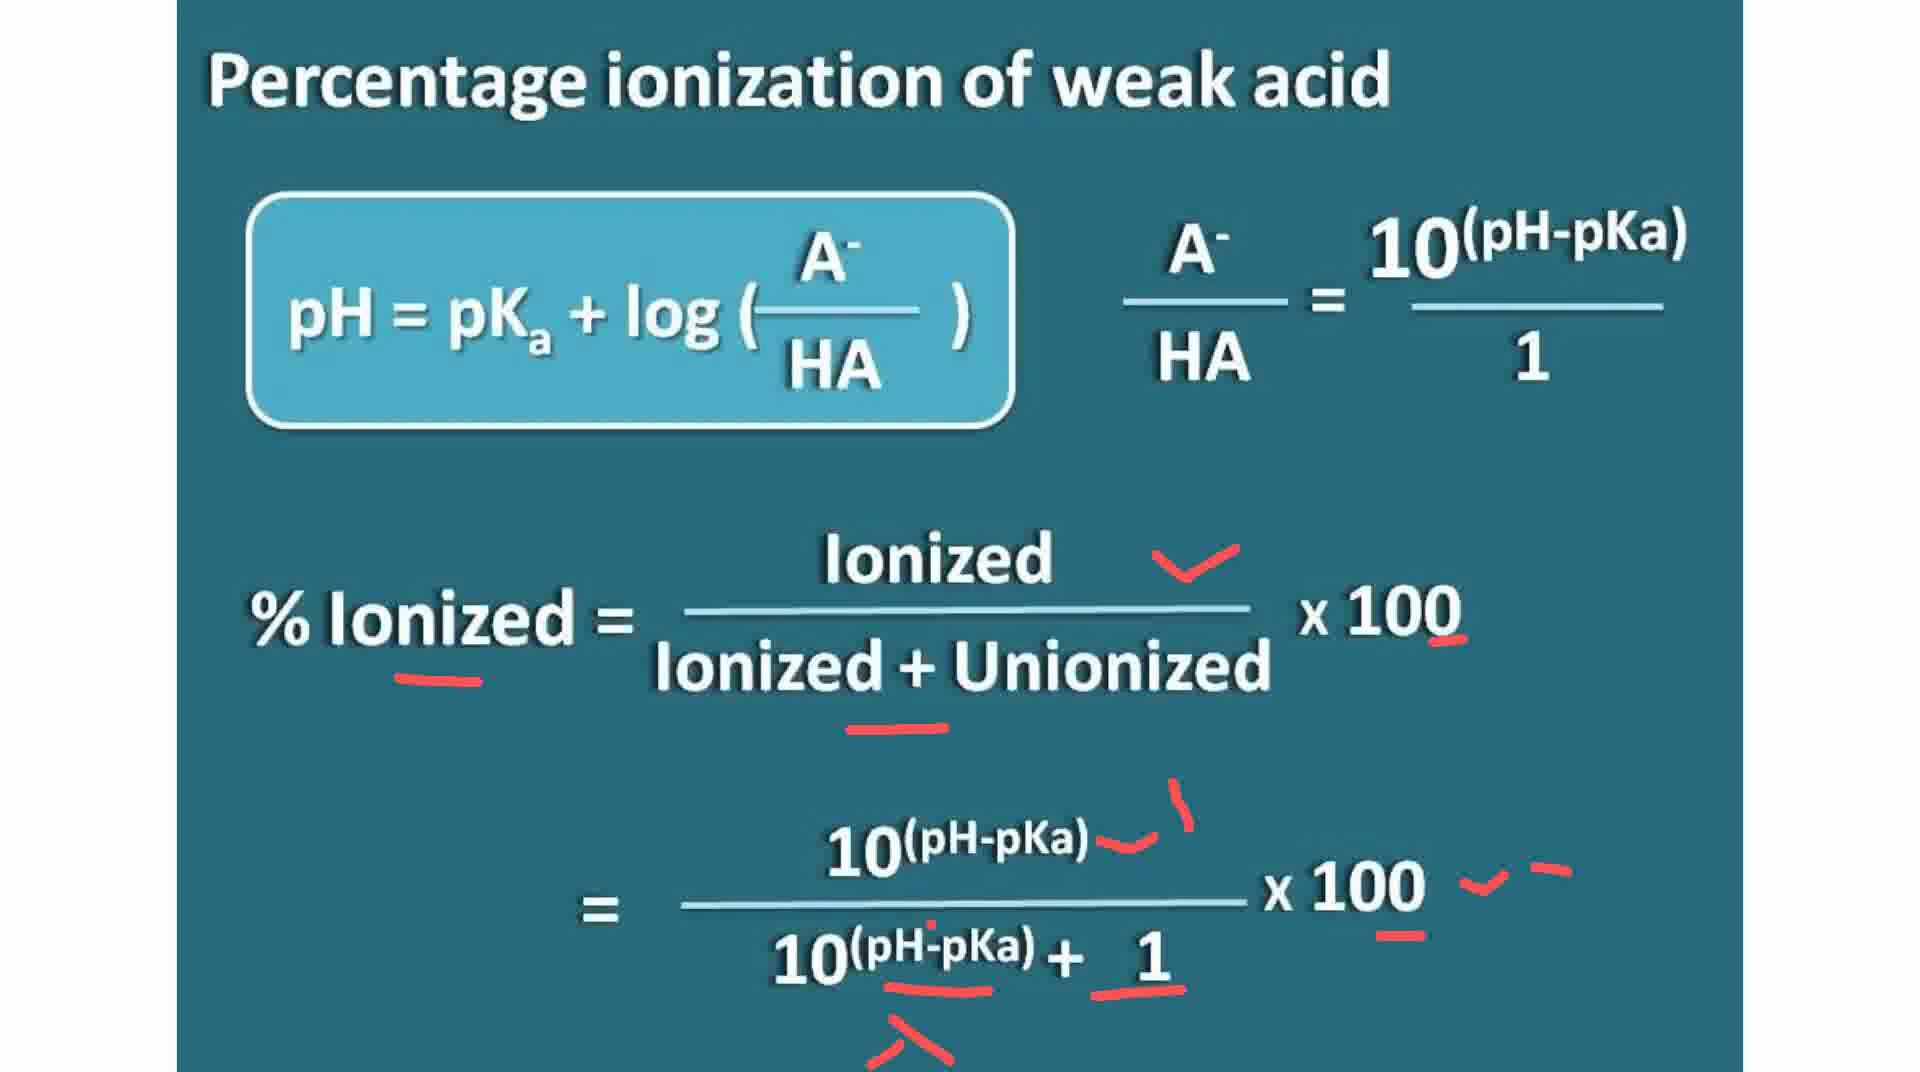 Percentage ionization of weak acid
pH = pKₐ + log (A⁻ / HA)
A⁻ / HA = 10^(pH-pKa) / 1
% Ionized = Ionized / Ionized + Unionized x 100
= 10^(pH-pKa) / 10^(pH-pKa) + 1 x 100